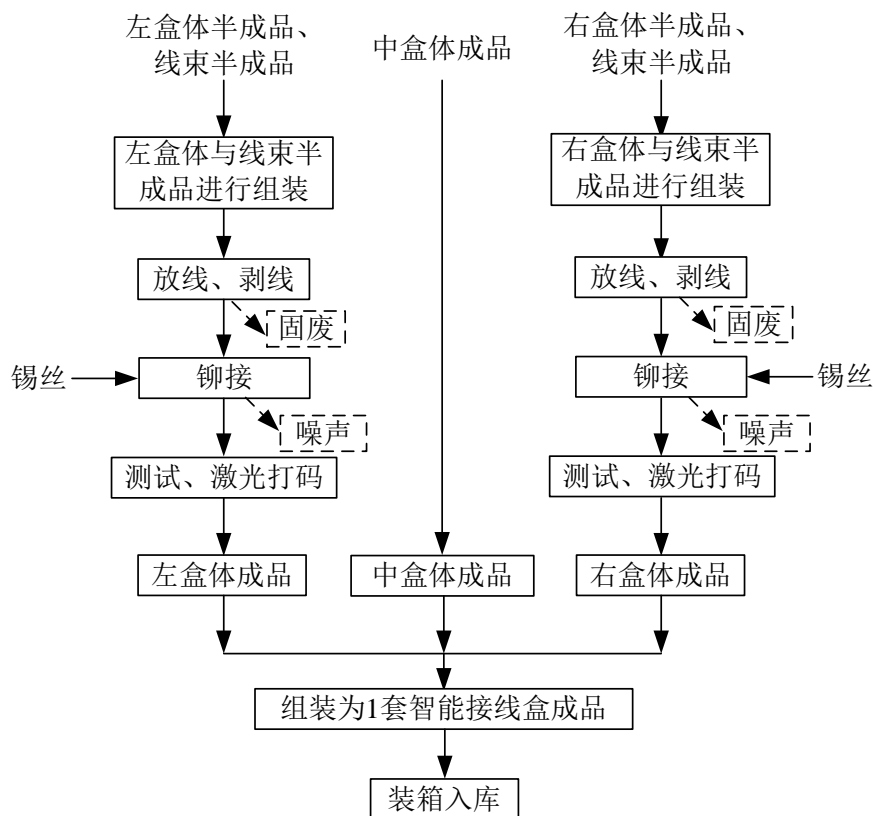 左盒体半成品、
线束半成品
中盒体成品
右盒体半成品、
线束半成品
左盒体与线束半
成品进行组装
右盒体与线束半
成品进行组装
放线、剥线
放线、剥线
固废
固废
锡丝
铆接
铆接
锡丝
噪声
噪声
测试、激光打码
测试、激光打码
左盒体成品
中盒体成品
右盒体成品
组装为1套智能接线盒成品
装箱入库